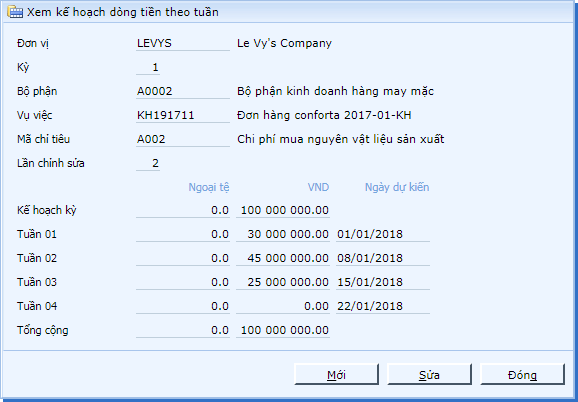 Xem kế hoạch dòng tiền theo tuần
Đơn vị LEVYS Le Vy's Company
Kỳ 1
Bộ phận A0002 Bộ phận kinh doanh hàng may mặc
Vụ việc KH191711 Đơn hàng conforta 2017-01-KH
Mã chỉ tiêu A002 Chi phí mua nguyên vật liệu sản xuất
Lần chỉnh sửa 2
Ngoại tệ VND Ngày dự kiến
Kế hoạch kỳ 0.0 100 000 000.00
Tuần 01 0.0 30 000 000.00 01/01/2018
Tuần 02 0.0 45 000 000.00 08/01/2018
Tuần 03 0.0 25 000 000.00 15/01/2018
Tuần 04 0.0 0.00 22/01/2018
Tổng cộng 0.0 100 000 000.00
Mới Sửa Đóng